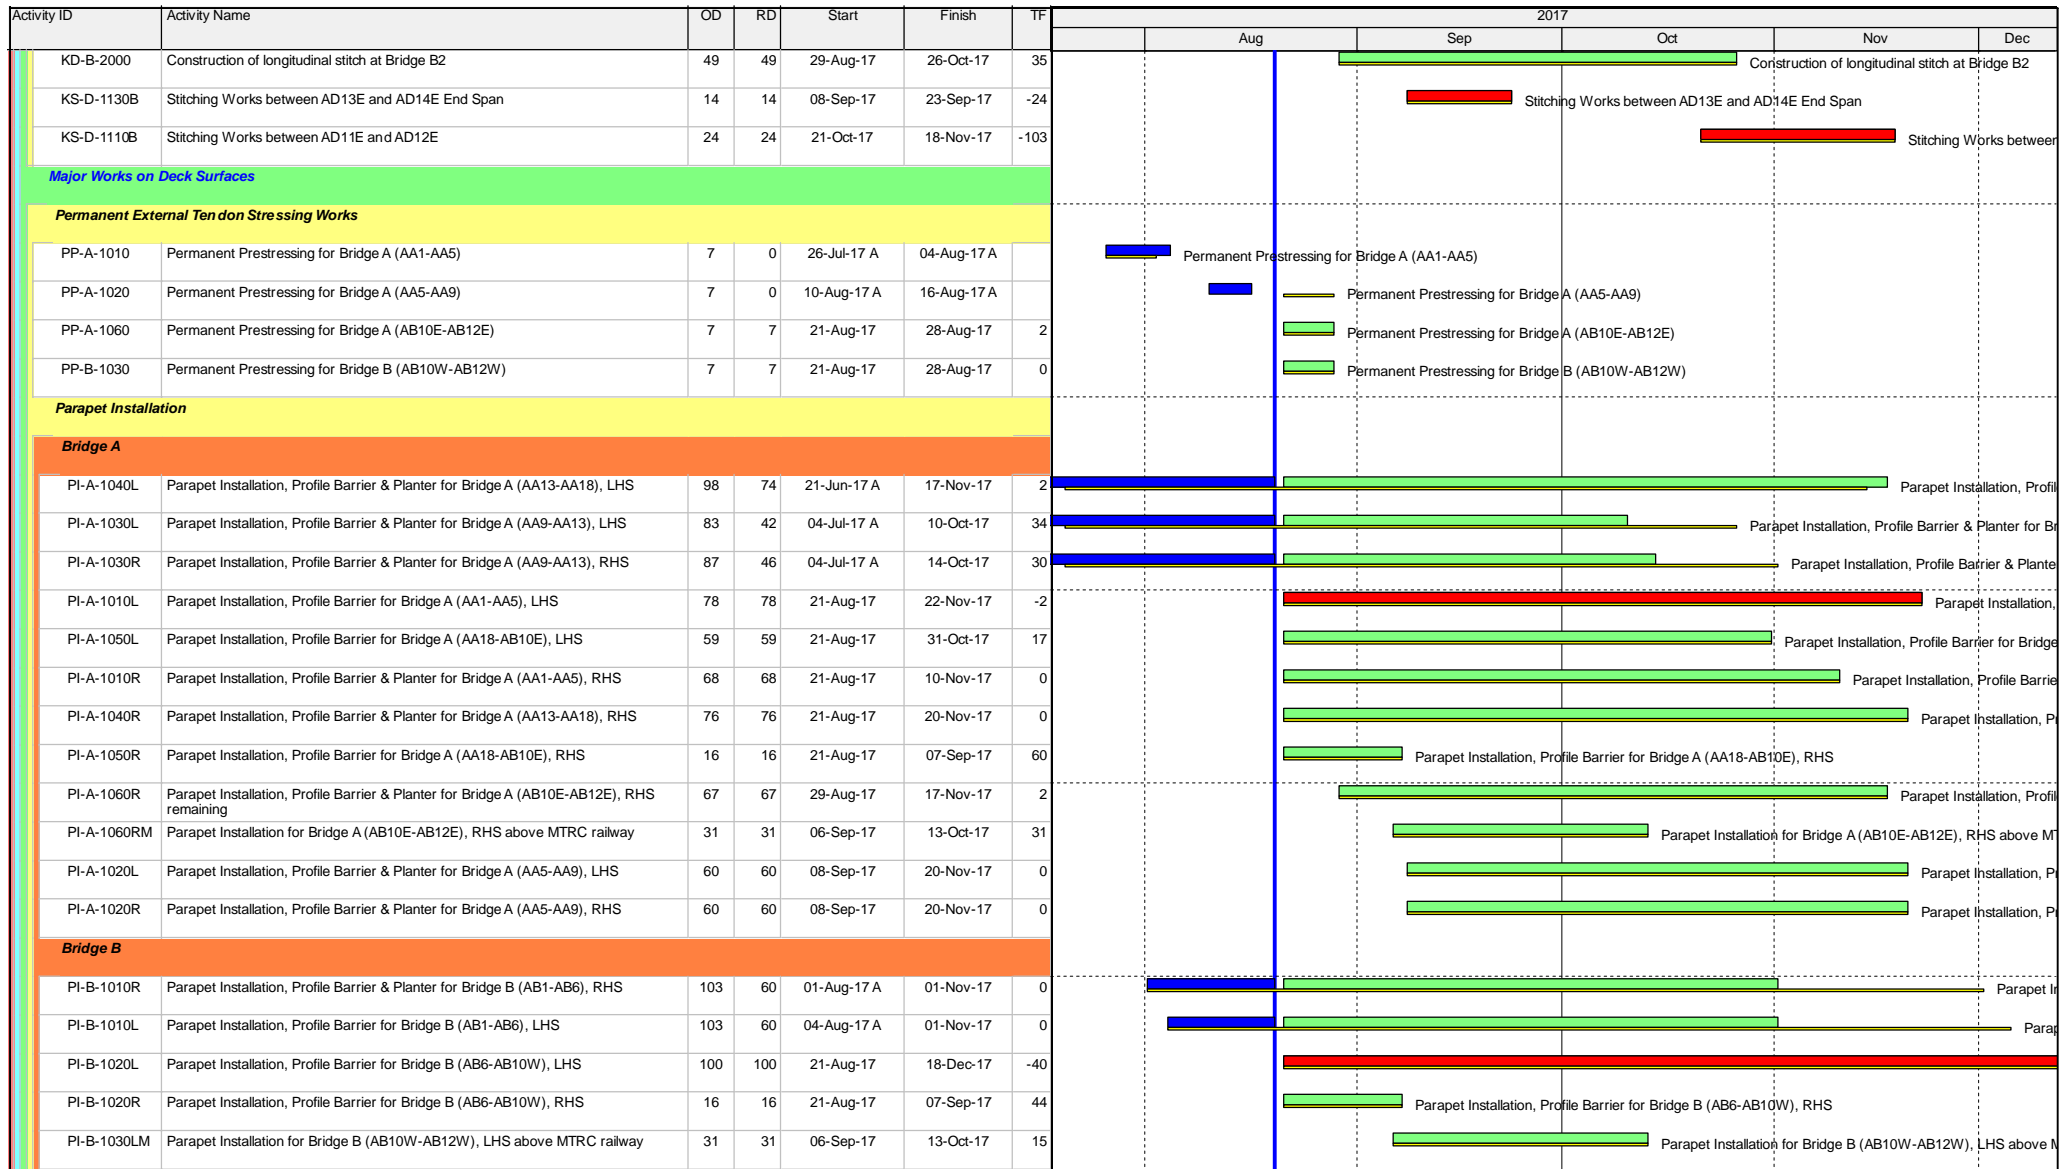 Activity ID Activity Name OD RD Start Finish TF 2017
Aug Sep Oct Nov Dec
KD-B-2000 Construction of longitudinal stitch at Bridge B2 49 49 29-Aug-17 26-Oct-17 35 Construction of longitudinal stitch at Bridge B2
KS-D-1130B Stitching Works between AD13E and AD14E End Span 14 14 08-Sep-17 23-Sep-17 -24 Stitching Works between AD13E and AD14E End Span
KS-D-1110B Stitching Works between AD11E and AD12E 24 24 21-Oct-17 18-Nov-17 -103 Stitching Works between
Major Works on Deck Surfaces
Permanent External Tendon Stressing Works
PP-A-1010 Permanent Prestressing for Bridge A (AA1-AA5) 7 0 26-Jul-17 A 04-Aug-17 A Permanent Prestressing for Bridge A (AA1-AA5)
PP-A-1020 Permanent Prestressing for Bridge A (AA5-AA9) 7 0 10-Aug-17 A 16-Aug-17 A Permanent Prestressing for Bridge A (AA5-AA9)
PP-A-1060 Permanent Prestressing for Bridge A (AB10E-AB12E) 7 7 21-Aug-17 28-Aug-17 2 Permanent Prestressing for Bridge A (AB10E-AB12E)
PP-B-1030 Permanent Prestressing for Bridge B (AB10W-AB12W) 7 7 21-Aug-17 28-Aug-17 0 Permanent Prestressing for Bridge B (AB10W-AB12W)
Parapet Installation
Bridge A
PI-A-1040L Parapet Installation, Profile Barrier & Planter for Bridge A (AA13-AA18), LHS 98 74 21-Jun-17 A 17-Nov-17 2 Parapet Installation, Profil
PI-A-1030L Parapet Installation, Profile Barrier & Planter for Bridge A (AA9-AA13), LHS 83 42 04-Jul-17 A 10-Oct-17 34 Parapet Installation, Profile Barrier & Planter for Br
PI-A-1030R Parapet Installation, Profile Barrier & Planter for Bridge A (AA9-AA13), RHS 87 46 04-Jul-17 A 14-Oct-17 30 Parapet Installation, Profile Barrier & Plante
PI-A-1010L Parapet Installation, Profile Barrier for Bridge A (AA1-AA5), LHS 78 78 21-Aug-17 22-Nov-17 -2 Parapet Installation,
PI-A-1050L Parapet Installation, Profile Barrier for Bridge A (AA18-AB10E), LHS 59 59 21-Aug-17 31-Oct-17 17 Parapet Installation, Profile Barrier for Bridge
PI-A-1010R Parapet Installation, Profile Barrier & Planter for Bridge A (AA1-AA5), RHS 68 68 21-Aug-17 10-Nov-17 0 Parapet Installation, Profile Barrie
PI-A-1040R Parapet Installation, Profile Barrier & Planter for Bridge A (AA13-AA18), RHS 76 76 21-Aug-17 20-Nov-17 0 Parapet Installation, P
PI-A-1050R Parapet Installation, Profile Barrier for Bridge A (AA18-AB10E), RHS 16 16 21-Aug-17 07-Sep-17 60 Parapet Installation, Profile Barrier for Bridge A (AA18-AB10E), RHS
PI-A-1060R Parapet Installation, Profile Barrier & Planter for Bridge A (AB10E-AB12E), RHS 67 67 29-Aug-17 17-Nov-17 2 Parapet Installation, Profil
remaining
PI-A-1060RM Parapet Installation for Bridge A (AB10E-AB12E), RHS above MTRC railway 31 31 06-Sep-17 13-Oct-17 31 Parapet Installation for Bridge A (AB10E-AB12E), RHS above MT
PI-A-1020L Parapet Installation, Profile Barrier & Planter for Bridge A (AA5-AA9), LHS 60 60 08-Sep-17 20-Nov-17 0 Parapet Installation, P
PI-A-1020R Parapet Installation, Profile Barrier & Planter for Bridge A (AA5-AA9), RHS 60 60 08-Sep-17 20-Nov-17 0 Parapet Installation, P
Bridge B
PI-B-1010R Parapet Installation, Profile Barrier & Planter for Bridge B (AB1-AB6), RHS 103 60 01-Aug-17 A 01-Nov-17 0 Parapet In
PI-B-1010L Parapet Installation, Profile Barrier for Bridge B (AB1-AB6), LHS 103 60 04-Aug-17 A 01-Nov-17 0 Parap
PI-B-1020L Parapet Installation, Profile Barrier for Bridge B (AB6-AB10W), LHS 100 100 21-Aug-17 18-Dec-17 -40
PI-B-1020R Parapet Installation, Profile Barrier for Bridge B (AB6-AB10W), RHS 16 16 21-Aug-17 07-Sep-17 44 Parapet Installation, Profile Barrier for Bridge B (AB6-AB10W), RHS
PI-B-1030LM Parapet Installation for Bridge B (AB10W-AB12W), LHS above MTRC railway 31 31 06-Sep-17 13-Oct-17 15 Parapet Installation for Bridge B (AB10W-AB12W), LHS above M